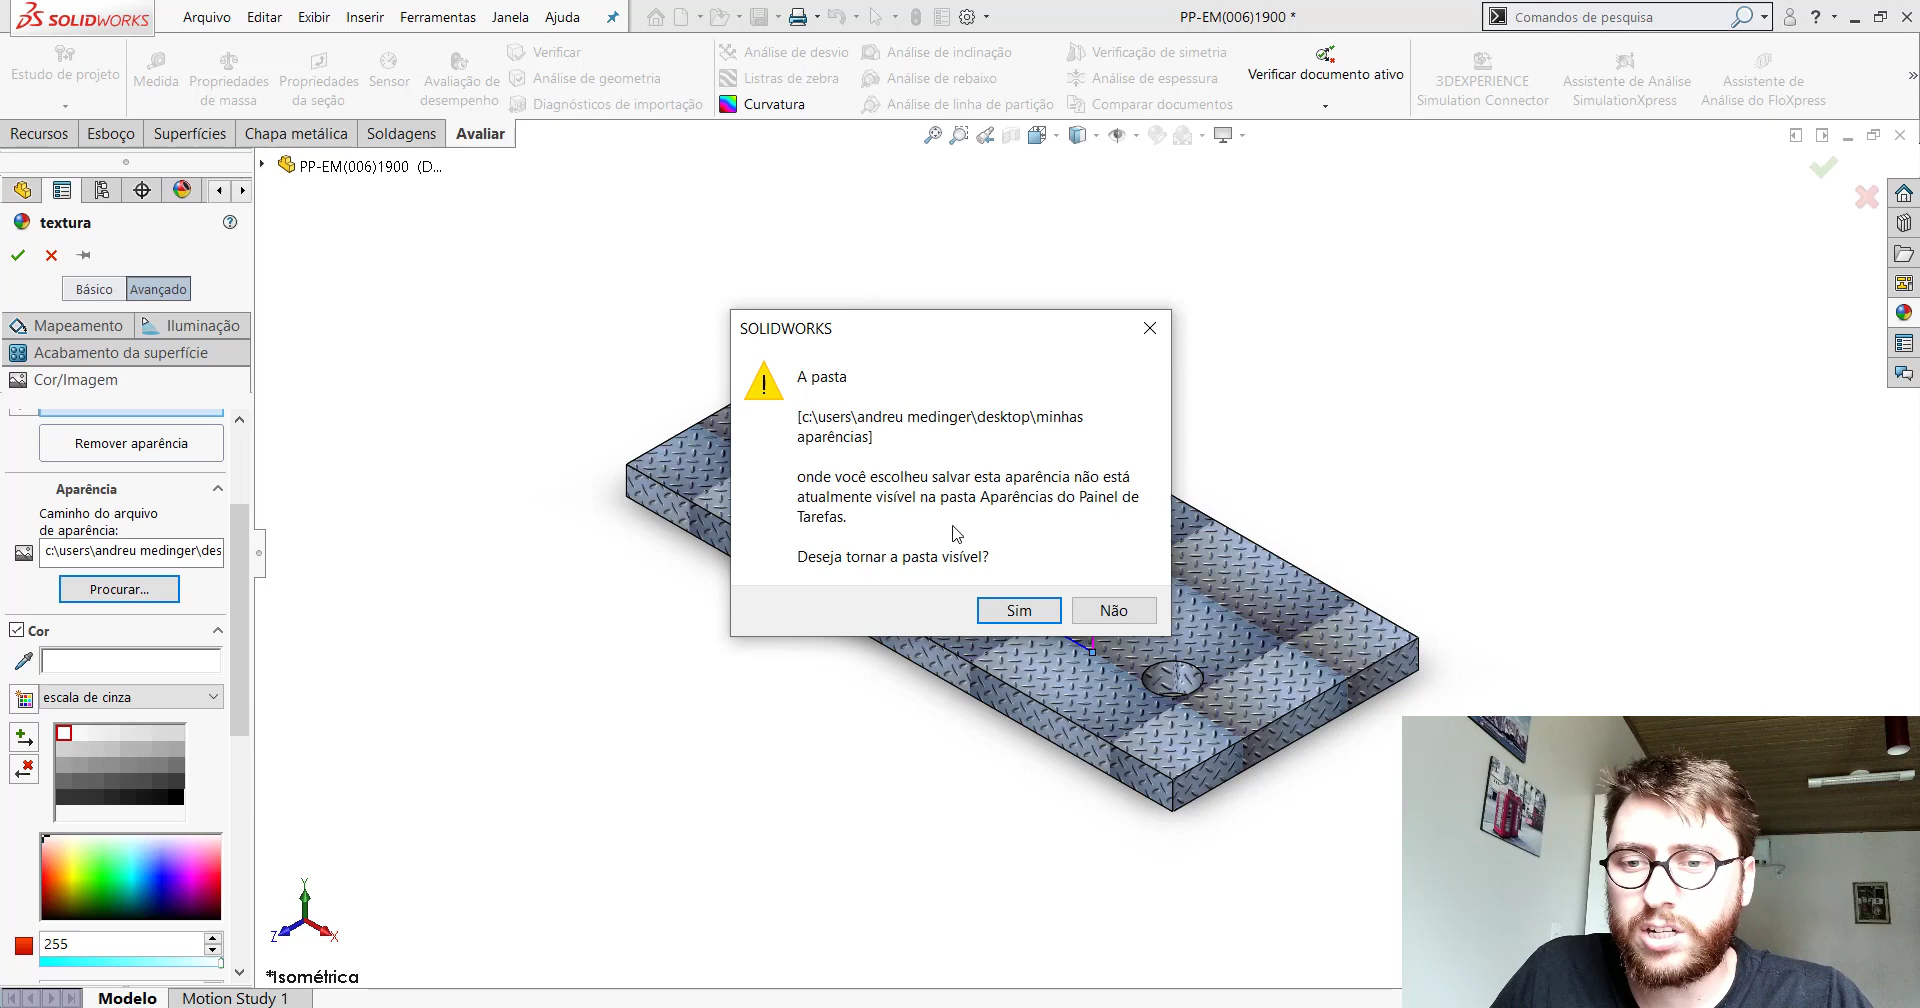 SOLIDWORKS
Arquivo Editar Exibir Inserir Ferramentas Janela Ajuda
PP-EM(006)1900 *
Comandos de pesquisa
?
Estudo de projeto
Medida
Propriedades de massa
Propriedades da seção
Sensor
Avaliação de desempenho
Verificar
Análise de geometria
Diagnósticos de importação
Análise de desvio
Listras de zebra
Curvatura
Análise de inclinação
Análise de rebaixo
Análise de linha de partição
Verificação de simetria
Análise de espessura
Comparar documentos
Verificar documento ativo
3DEXPERIENCE
Simulation Connector
Assistente de Análise
SimulationXpress
Assistente de
Análise do FloXpress
Recursos Esboço Superfícies Chapa metálica Soldagens Avaliar
PP-EM(006)1900 (D...
textura
Básico Avançado
Mapeamento Iluminação
Acabamento da superfície
Cor/Imagem
Remover aparência
Aparência
Caminho do arquivo
de aparência:
c:\users\andreu medinger\des
Procurar...
Cor
escala de cinza
255
SOLIDWORKS
A pasta
[c:\users\andreu medinger\desktop\minhas
aparências]
onde você escolheu salvar esta aparência não está
atualmente visível na pasta Aparências do Painel de
Tarefas.
Deseja tornar a pasta visível?
Sim Não
Y
Z X
*Isométrica
Modelo Motion Study 1